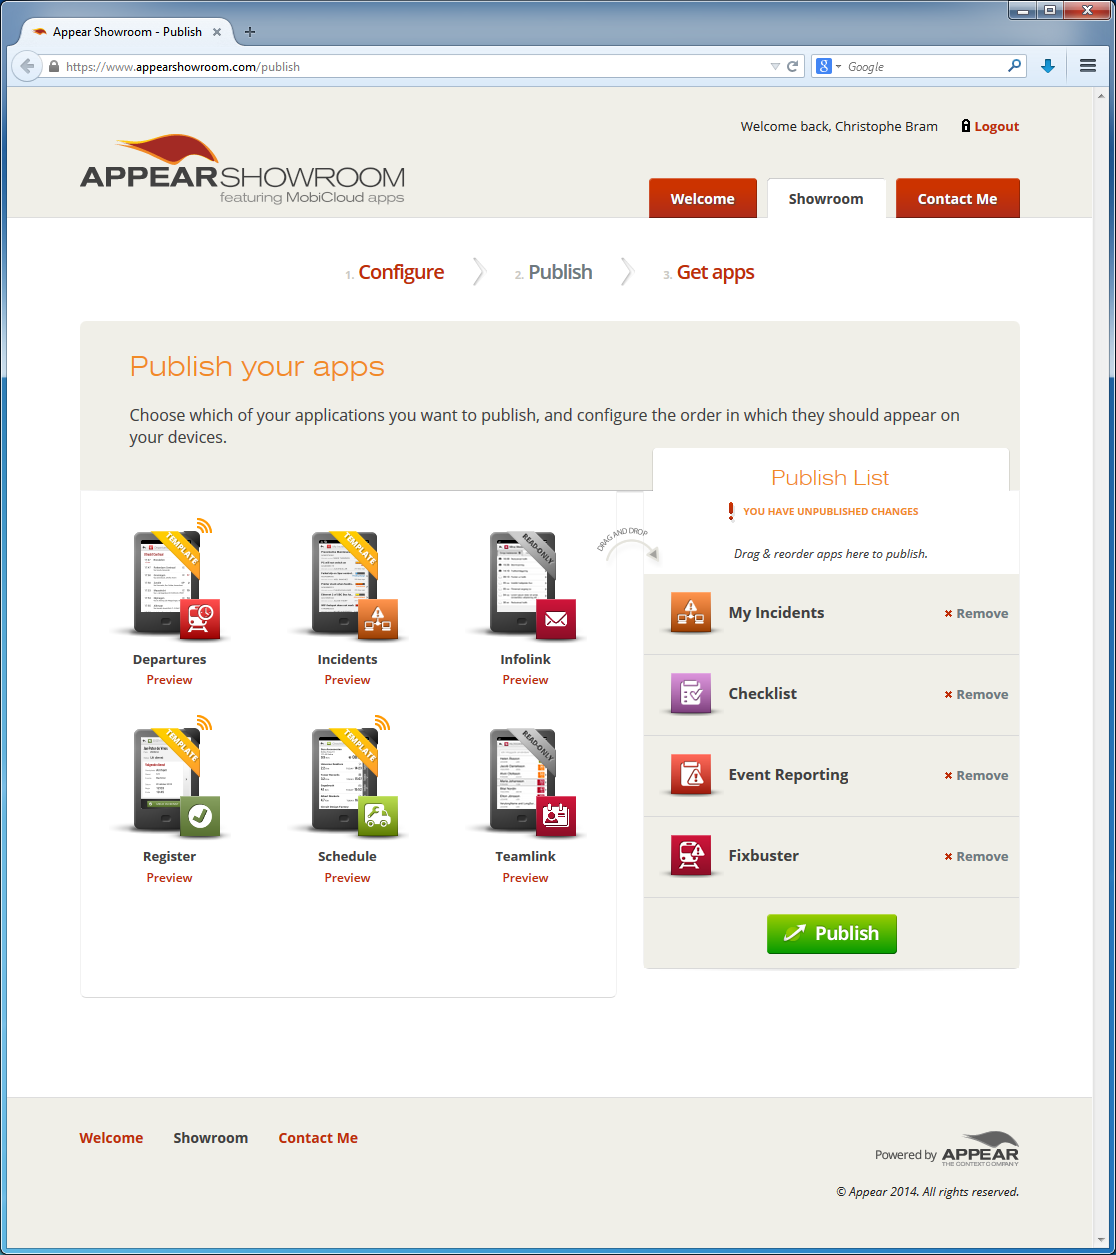 Appear Showroom - Publish
https://www.appearshowroom.com/publish
Google
Welcome back, Christophe Bram
Logout
APPEARSHOWROOM
featuring MobiCloud apps
Welcome
Showroom
Contact Me
1. Configure
2. Publish
3. Get apps
Publish your apps
Choose which of your applications you want to publish, and configure the order in which they should appear on
your devices.
TEMPLATE
Departures
Preview
TEMPLATE
Incidents
Preview
READ-ONLY
Infolink
Preview
TEMPLATE
Register
Preview
TEMPLATE
Schedule
Preview
READ-ONLY
Teamlink
Preview
DRAG AND DROP
Publish List
YOU HAVE UNPUBLISHED CHANGES
Drag & reorder apps here to publish.
My Incidents
Remove
Checklist
Remove
Event Reporting
Remove
Fixbuster
Remove
Publish
Welcome
Showroom
Contact Me
Powered by APPEAR
THE CONTEXT COMPANY
© Appear 2014. All rights reserved.